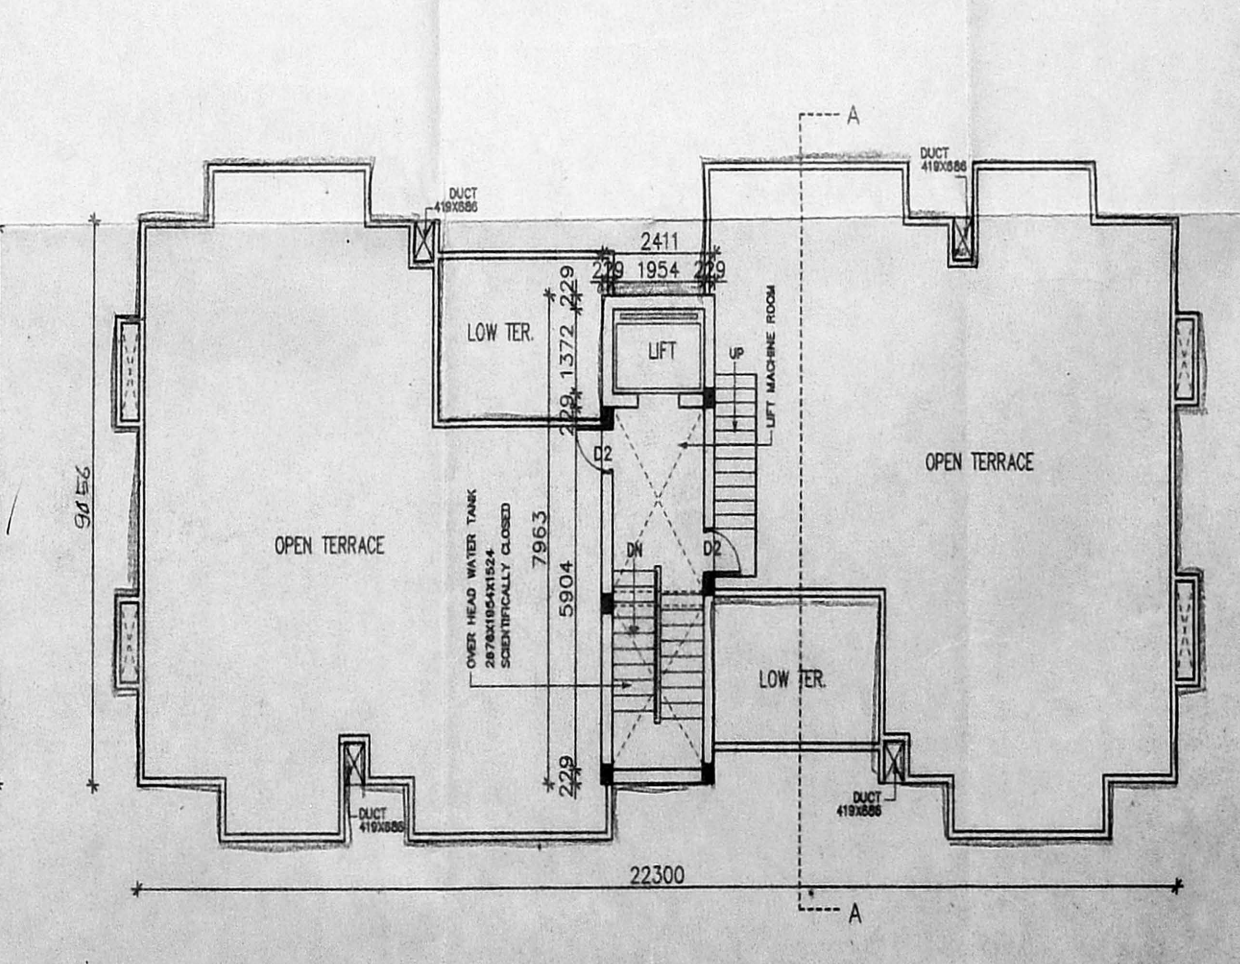 A
DUCT
419X686
DUCT
419X686
2411
229 1954 229
229
LOW TER.
1372
LIFT
UP
LIFT MACHINE ROOM
229
D2
OPEN TERRACE
9056
OVER HEAD WATER TANK
2676X1954X1524
SCIENTIFICALLY CLOSED
7963
5904
DN
D2
OPEN TERRACE
LOW TER.
229
DUCT
419X686
DUCT
419X686
22300
A